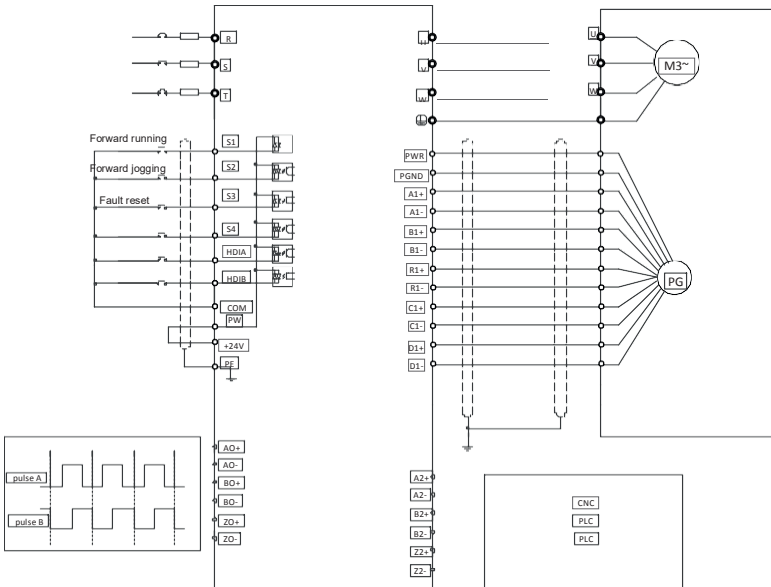 R
S
T
U
V
W
U
V
W
M3~
Forward running
Forward jogging
Fault reset
S1
S2
S3
S4
HDIA
HDIB
COM
PW
+24V
PE
PWR
PGND
A1+
A1-
B1+
B1-
R1+
R1-
C1+
C1-
D1+
D1-
PG
pulse A
pulse B
AO+
AO-
BO+
BO-
ZO+
ZO-
A2+
A2-
B2+
B2-
Z2+
Z2-
CNC
PLC
PLC